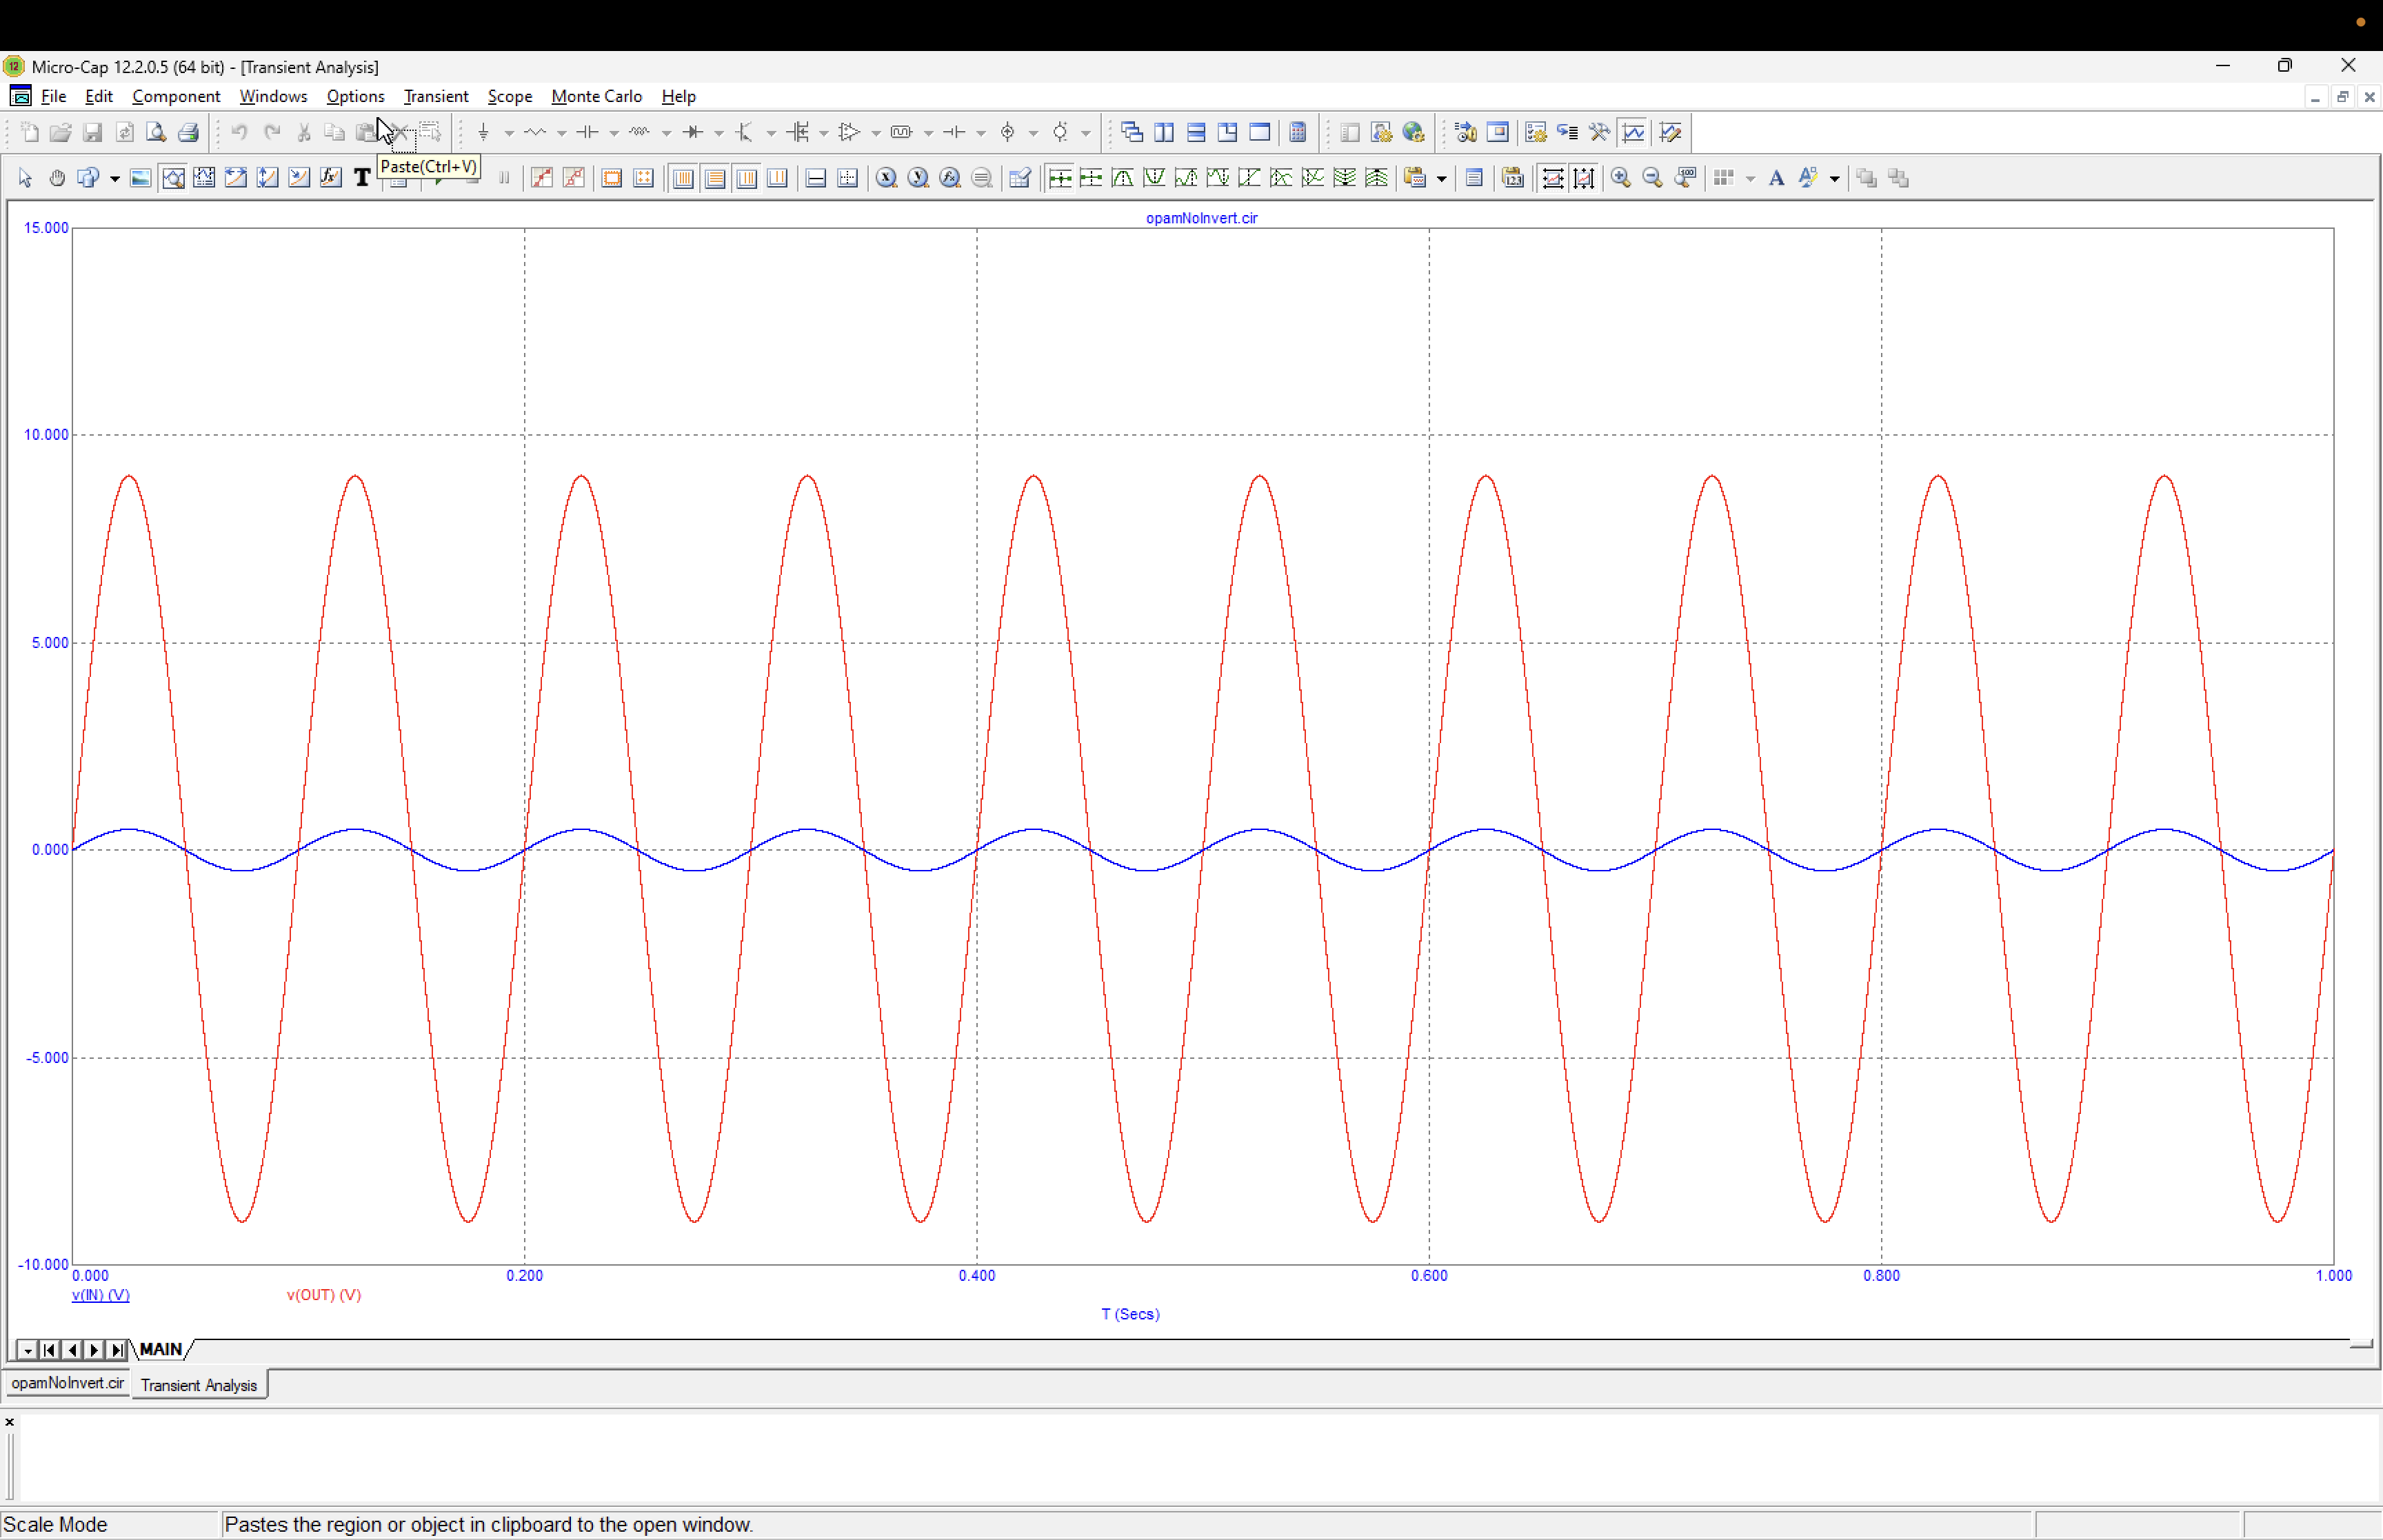 Micro-Cap 12.2.0.5 (64 bit) - [Transient Analysis]
File Edit Component Windows Options Transient Scope Monte Carlo Help
Paste(Ctrl+V)
opamNoInvert.cir
15.000
10.000
5.000
0.000
-5.000
-10.000
0.000 0.200 0.400 0.600 0.800 1.000
v(IN) (V) v(OUT) (V)
T (Secs)
MAIN
opamNoInvert.cir Transient Analysis
Scale Mode Pastes the region or object in clipboard to the open window.